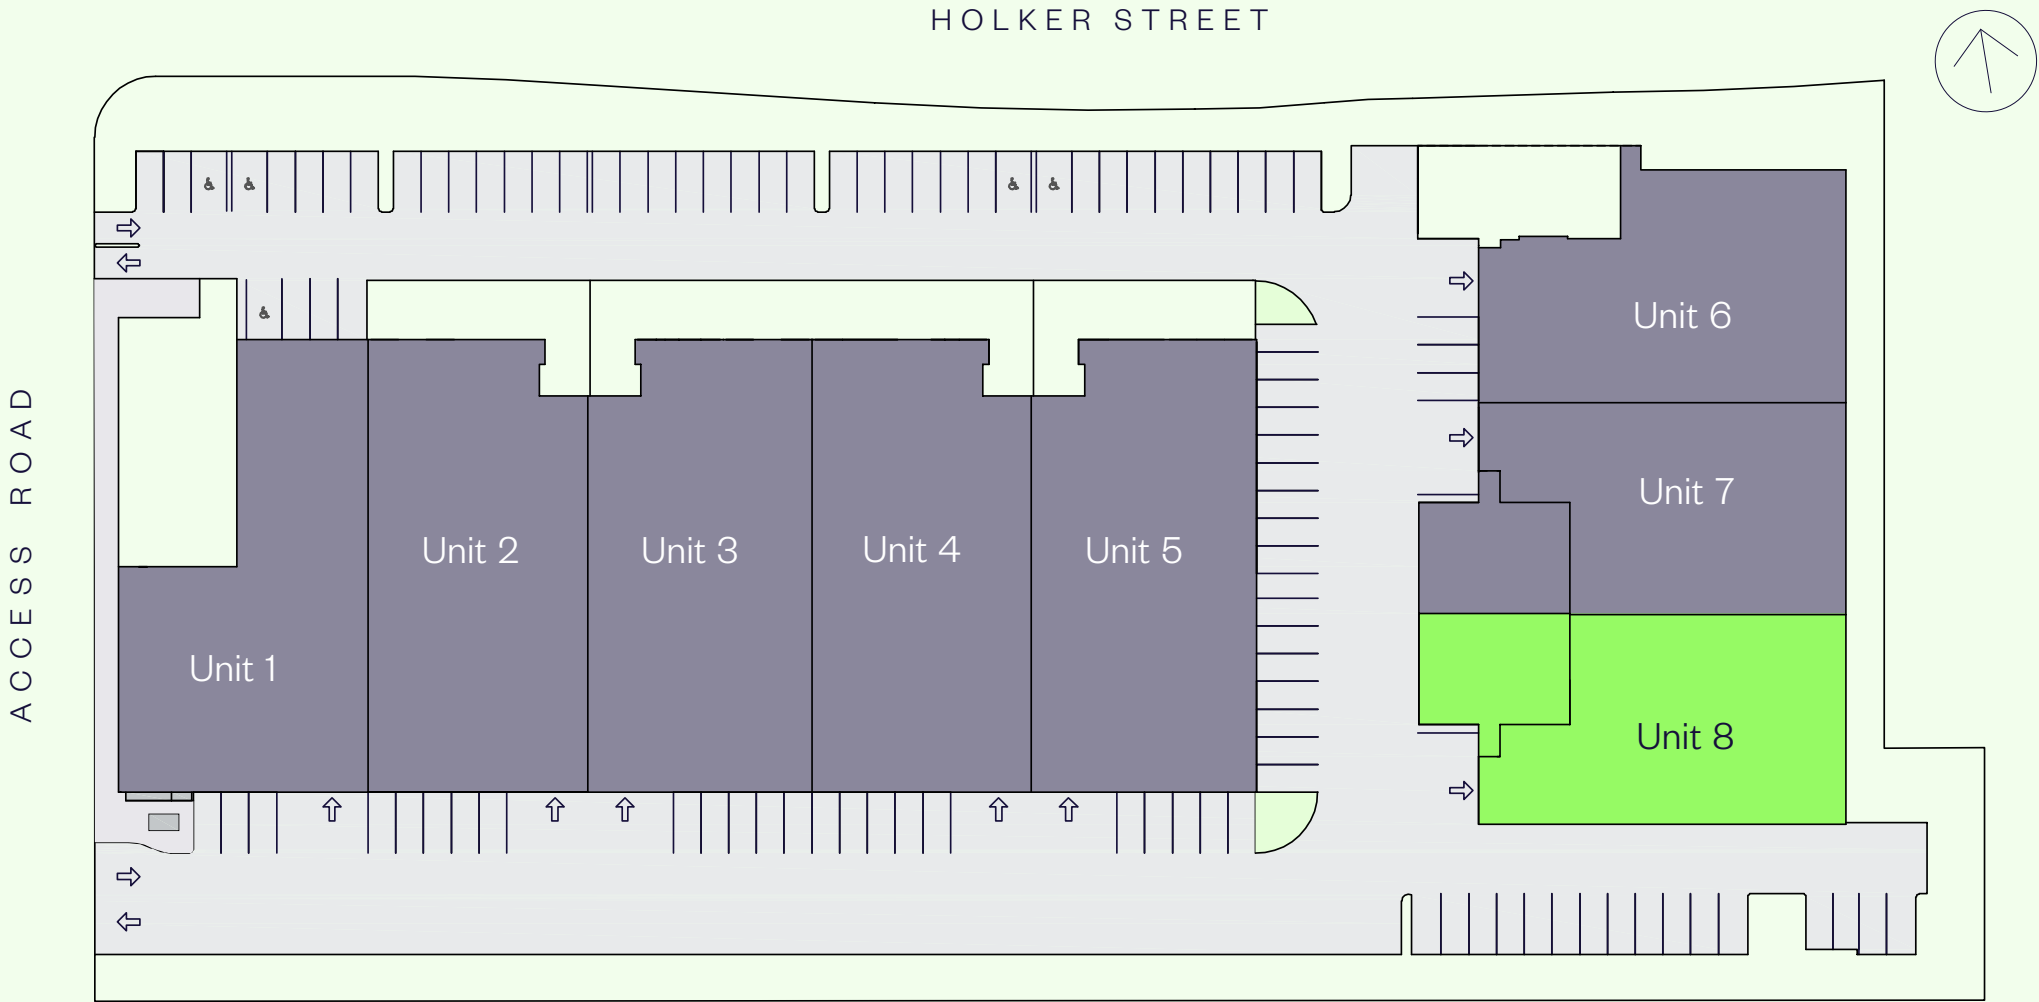 HOLKER STREET
ACCESS ROAD
Unit 1
Unit 2
Unit 3
Unit 4
Unit 5
Unit 6
Unit 7
Unit 8